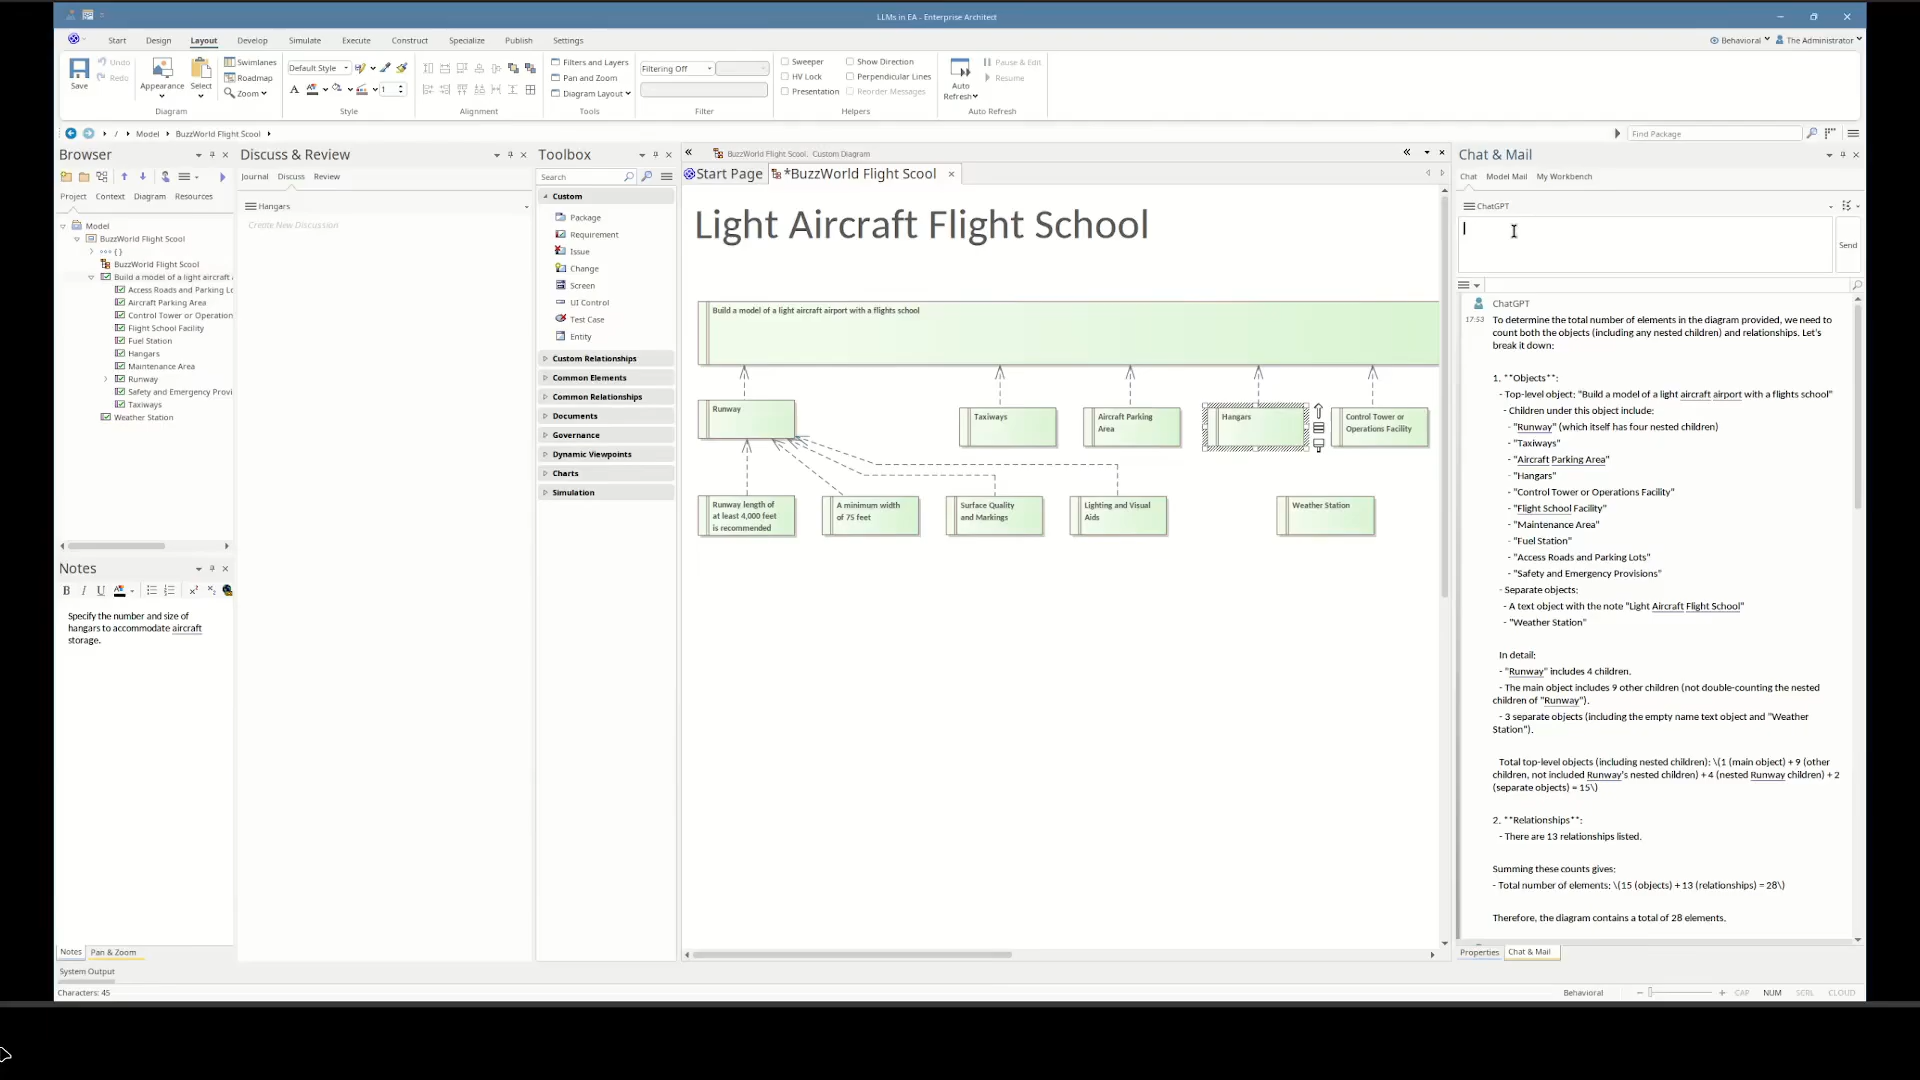 LLMs in EA - Enterprise Architect
Start Design Layout Develop Simulate Execute Construct Specialize Publish Settings
Behavioral The Administrator
Save
Undo
Redo
Appearance
Select
Swimlanes
Roadmap
Zoom
Diagram
Default Style
1
Style
Alignment
Filters and Layers
Pan and Zoom
Diagram Layout
Tools
Filtering Off
Filter
Sweeper
HV Lock
Presentation
Show Direction
Perpendicular Lines
Reorder Messages
Helpers
Auto
Refresh
Pause & Edit
Resume
Auto Refresh
/ Model BuzzWorld Flight Scool
Find Package
Browser
Project Context Diagram Resources
Model
BuzzWorld Flight Scool
{ }
BuzzWorld Flight Scool
Build a model of a light aircraft a
Access Roads and Parking Lo
Aircraft Parking Area
Control Tower or Operation
Flight School Facility
Fuel Station
Hangars
Maintenance Area
Runway
Safety and Emergency Provi
Taxiways
Weather Station
Notes
B I U
Specify the number and size of
hangars to accommodate aircraft
storage.
Notes Pan & Zoom
Discuss & Review
Journal Discuss Review
Hangars
Create New Discussion
Toolbox
Search
Custom
Package
Requirement
Issue
Change
Screen
UI Control
Test Case
Entity
Custom Relationships
Common Elements
Common Relationships
Documents
Governance
Dynamic Viewpoints
Charts
Simulation
BuzzWorld Flight Scool. Custom Diagram
Start Page *BuzzWorld Flight Scool
Light Aircraft Flight School
Build a model of a light aircraft airport with a flights school
Runway
Taxiways
Aircraft Parking
Area
Hangars
Control Tower or
Operations Facility
Runway length of
at least 4,000 feet
is recommended
A minimum width
of 75 feet
Surface Quality
and Markings
Lighting and Visual
Aids
Weather Station
Chat & Mail
Chat Model Mail My Workbench
ChatGPT
Send
ChatGPT
17:53
To determine the total number of elements in the diagram provided, we need to
count both the objects (including any nested children) and relationships. Let's
break it down:
1. **Objects**:
- Top-level object: "Build a model of a light aircraft airport with a flights school"
- Children under this object include:
- "Runway" (which itself has four nested children)
- "Taxiways"
- "Aircraft Parking Area"
- "Hangars"
- "Control Tower or Operations Facility"
- "Flight School Facility"
- "Maintenance Area"
- "Fuel Station"
- "Access Roads and Parking Lots"
- "Safety and Emergency Provisions"
- Separate objects:
- A text object with the note "Light Aircraft Flight School"
- "Weather Station"
In detail:
- "Runway" includes 4 children.
- The main object includes 9 other children (not double-counting the nested
children of "Runway").
- 3 separate objects (including the empty name text object and "Weather
Station").
Total top-level objects (including nested children): \(1 (main object) + 9 (other
children, not included Runway's nested children) + 4 (nested Runway children) + 2
(separate objects) = 15\)
2. **Relationships**:
- There are 13 relationships listed.
Summing these counts gives:
- Total number of elements: \(15 (objects) + 13 (relationships) = 28\)
Therefore, the diagram contains a total of 28 elements.
Properties Chat & Mail
System Output
Characters: 45
Behavioral
CAP NUM SCRL CLOUD